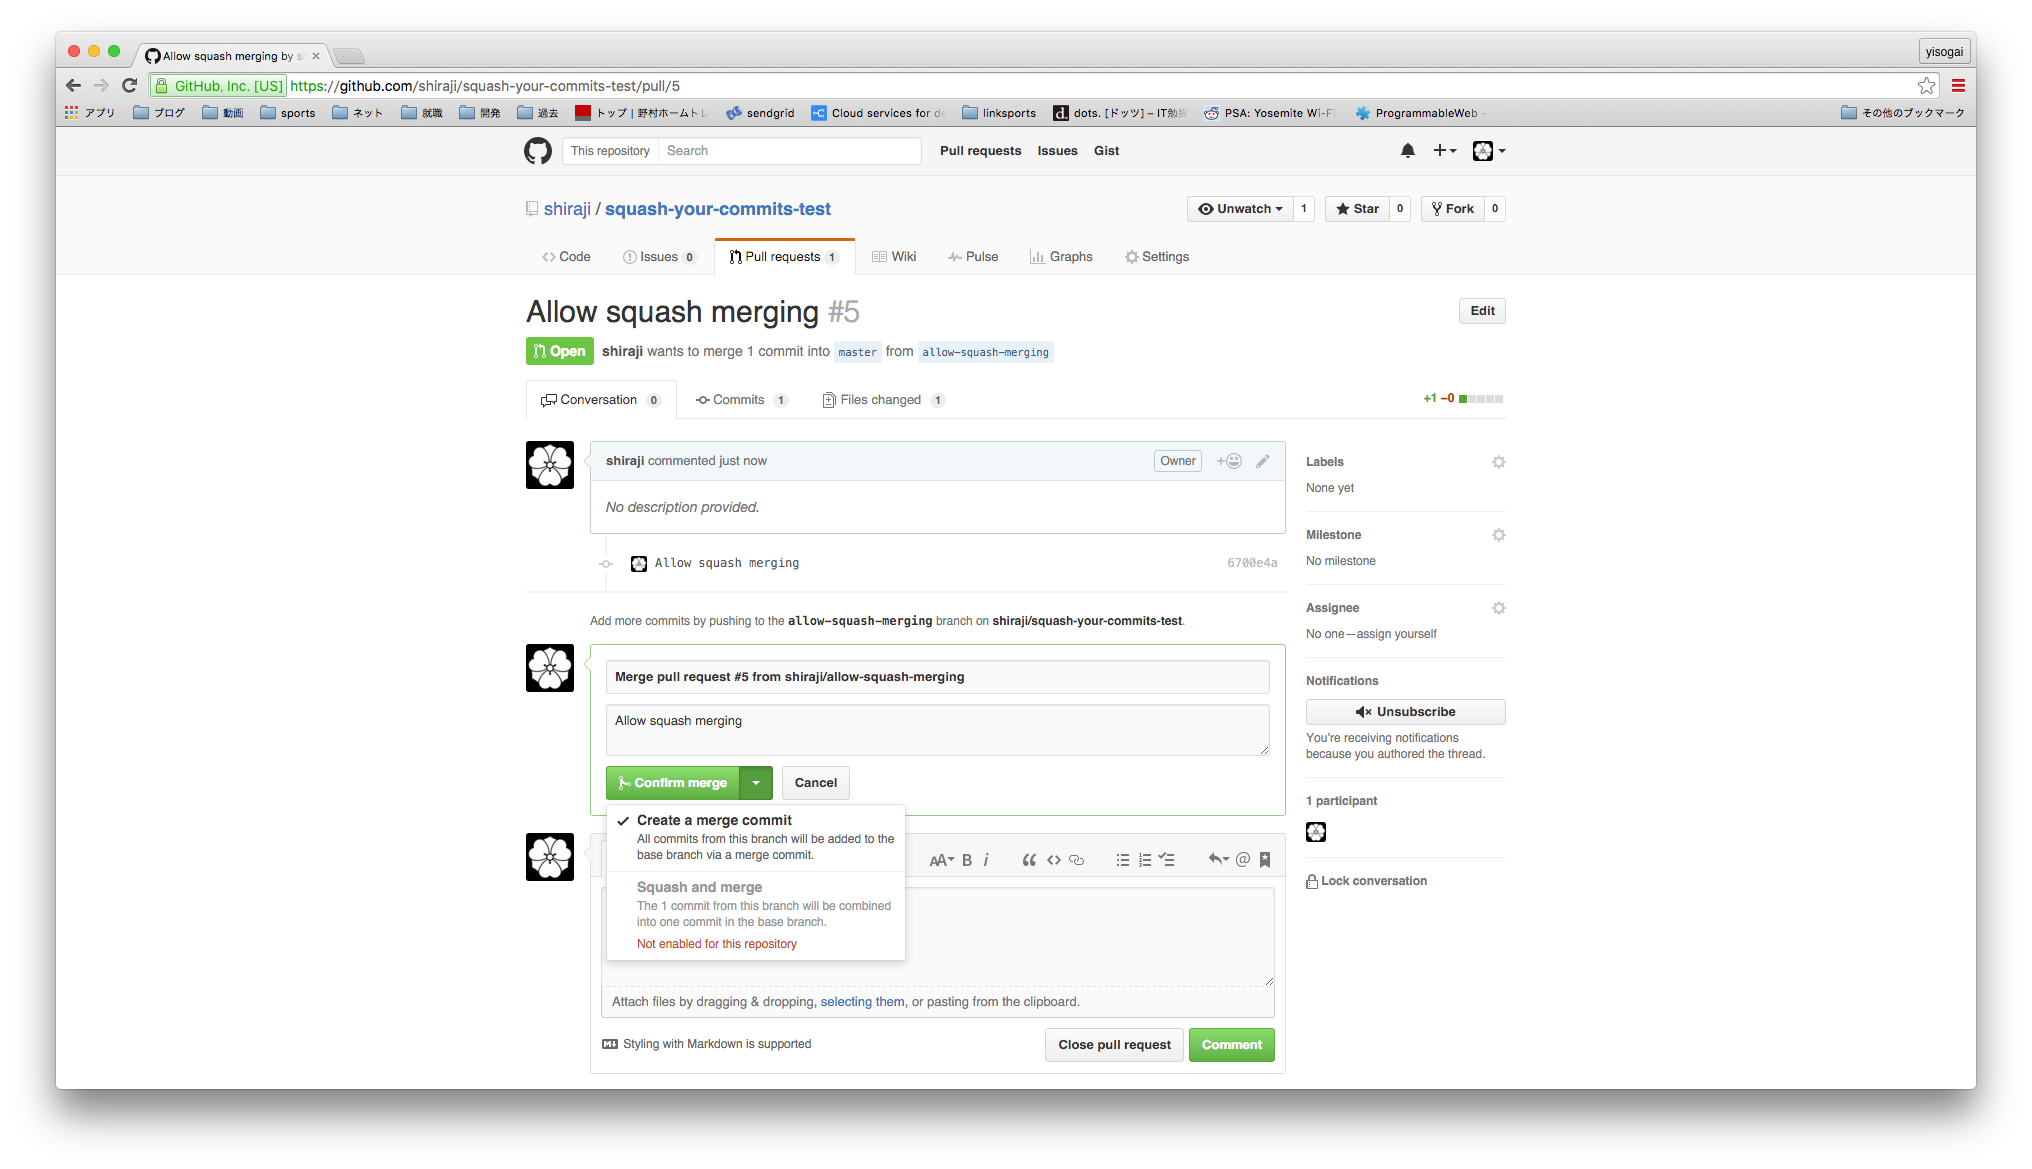 Allow squash merging by s
yisogai
GitHub, Inc. [US] https://github.com/shiraji/squash-your-commits-test/pull/5
アプリ ブログ 動画 sports ネット 就職 開発 過去 トップ | 野村ホームトレ sendgrid Cloud services for de linksports dots. [ドッツ] – IT勉強 PSA: Yosemite Wi-Fi ProgrammableWeb - その他のブックマーク
This repository Search Pull requests Issues Gist
shiraji / squash-your-commits-test
Unwatch 1 Star 0 Fork 0
Code Issues 0 Pull requests 1 Wiki Pulse Graphs Settings
Allow squash merging #5
Edit
Open shiraji wants to merge 1 commit into master from allow-squash-merging
Conversation 0 Commits 1 Files changed 1
+1 −0
shiraji commented just now
Owner
No description provided.
Allow squash merging 6700e4a
Add more commits by pushing to the allow-squash-merging branch on shiraji/squash-your-commits-test.
Merge pull request #5 from shiraji/allow-squash-merging
Allow squash merging
Confirm merge Cancel
Create a merge commit
All commits from this branch will be added to the
base branch via a merge commit.
Squash and merge
The 1 commit from this branch will be combined
into one commit in the base branch.
Not enabled for this repository
AA B i
Attach files by dragging & dropping, selecting them, or pasting from the clipboard.
Styling with Markdown is supported
Close pull request Comment
Labels
None yet
Milestone
No milestone
Assignee
No one—assign yourself
Notifications
Unsubscribe
You're receiving notifications
because you authored the thread.
1 participant
Lock conversation